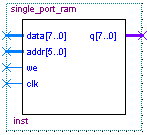 single_port_ram
data[7..0] q[7..0]
addr[5..0]
we
clk
inst